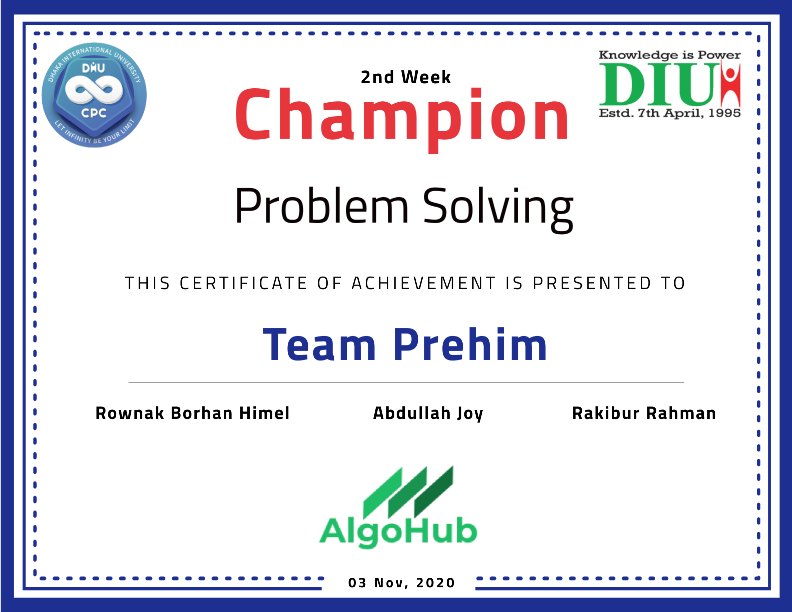 DHAKA INTERNATIONAL UNIVERSITY
DIU
CPC
LET INFINITY BE YOUR LIMIT
Knowledge is Power
DIU
Estd. 7th April, 1995
2nd Week
Champion
Problem Solving
THIS CERTIFICATE OF ACHIEVEMENT IS PRESENTED TO
Team Prehim
Rownak Borhan Himel Abdullah Joy Rakibur Rahman
AlgoHub
03 Nov, 2020